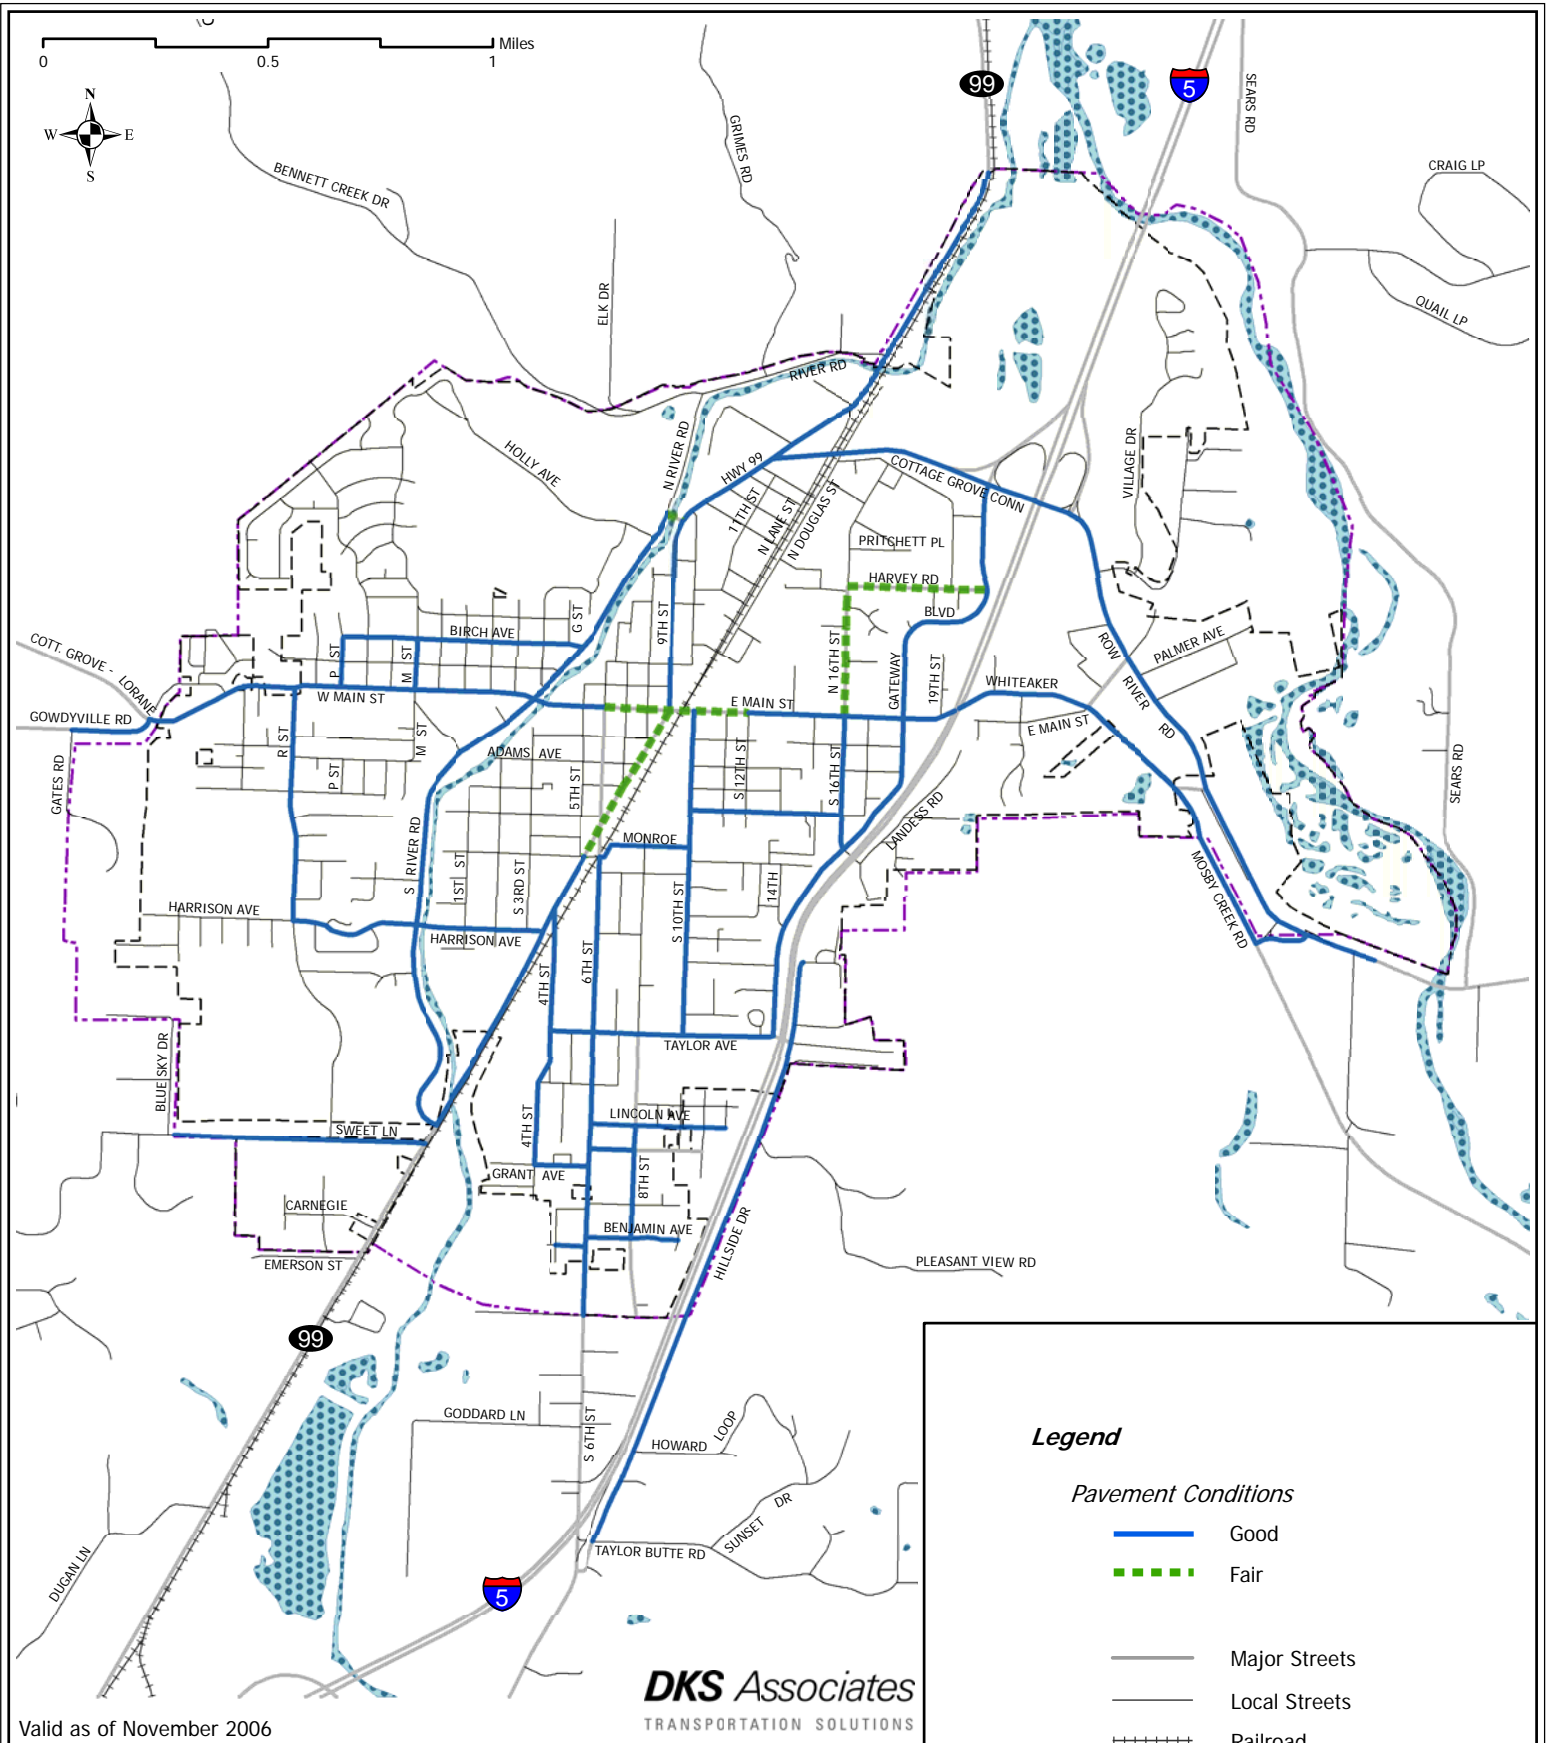 Miles
0
0.5
1
N
W
E
S
99
5
SEARS RD
CRAIG LP
QUAIL LP
GRIMES RD
BENNETT CREEK DR
ELK DR
RIVER RD
N RIVER RD
HOLLY AVE
HWY 99
COTTAGE GROVE CONN
VILLAGE DR
11TH ST
N LANE ST
N DOUGLAS ST
PRITCHETT PL
HARVEY RD
BLVD
G ST
9TH ST
BIRCH AVE
P ST
M ST
N 16TH ST
GATEWAY
19TH ST
ROW
RIVER
RD
PALMER AVE
WHITEAKER
COTT. GROVE -
LORANE
GOWDYVILLE RD
W MAIN ST
E MAIN ST
E MAIN ST
R ST
P ST
M ST
ADAMS AVE
5TH ST
S 12TH ST
S 16TH ST
GATES RD
SEARS RD
LANDESS RD
MONROE
S RIVER RD
1ST ST
S 3RD ST
S 10TH ST
14TH
MOSBY CREEK RD
HARRISON AVE
HARRISON AVE
4TH ST
6TH ST
TAYLOR AVE
BLUE SKY DR
LINCOLN AVE
SWEET LN
4TH ST
GRANT AVE
8TH ST
CARNEGIE
BENJAMIN AVE
HILLSIDE DR
EMERSON ST
PLEASANT VIEW RD
99
GODDARD LN
S 6TH ST
HOWARD
LOOP
SUNSET DR
TAYLOR BUTTE RD
DUGAN LN
5
Legend
Pavement Conditions
Good
Fair
Major Streets
Local Streets
Railroad
DKS Associates
TRANSPORTATION SOLUTIONS
Valid as of November 2006